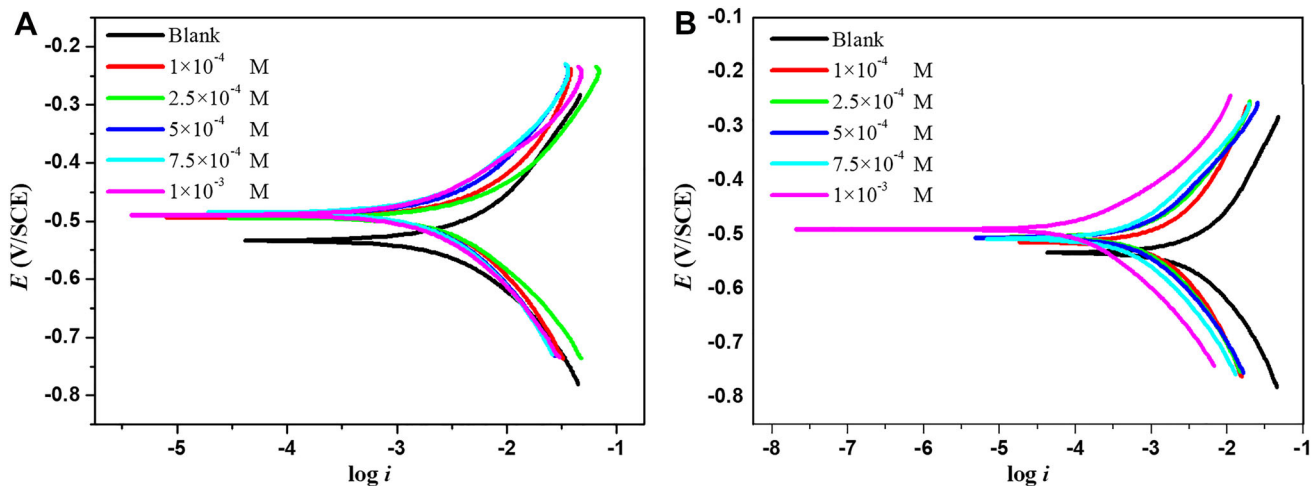 A
Blank
1×10⁻⁴ M
2.5×10⁻⁴ M
5×10⁻⁴ M
7.5×10⁻⁴ M
1×10⁻³ M
E (V/SCE)
-0.2
-0.3
-0.4
-0.5
-0.6
-0.7
-0.8
-5 -4 -3 -2 -1
log i
B
Blank
1×10⁻⁴ M
2.5×10⁻⁴ M
5×10⁻⁴ M
7.5×10⁻⁴ M
1×10⁻³ M
E (V/SCE)
-0.1
-0.2
-0.3
-0.4
-0.5
-0.6
-0.7
-0.8
-8 -7 -6 -5 -4 -3 -2 -1
log i